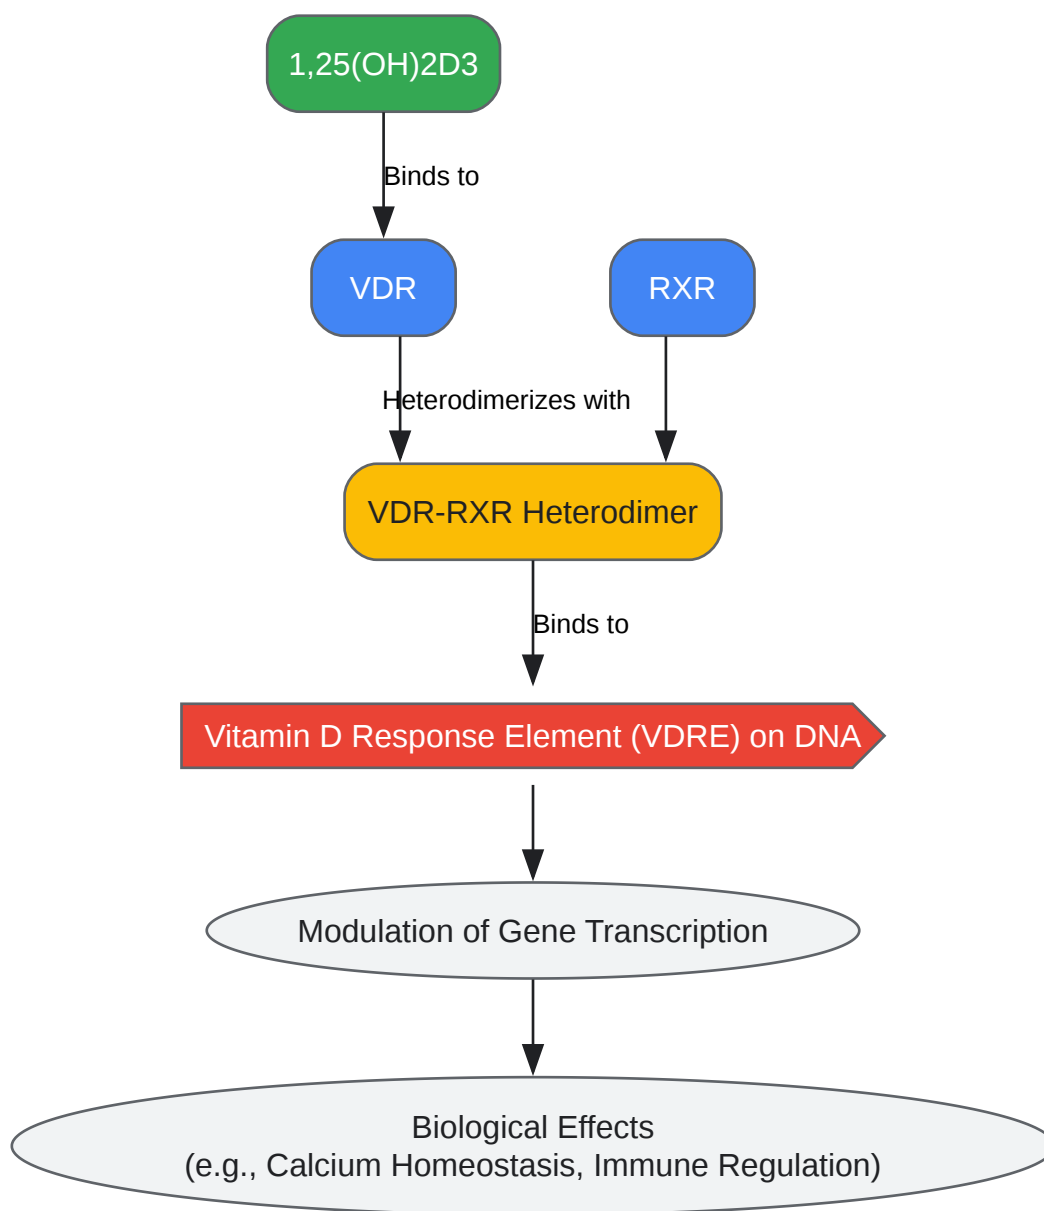 1,25(OH)2D3
Binds to
VDR
RXR
Heterodimerizes with
VDR-RXR Heterodimer
Binds to
Vitamin D Response Element (VDRE) on DNA
Modulation of Gene Transcription
Biological Effects
(e.g., Calcium Homeostasis, Immune Regulation)